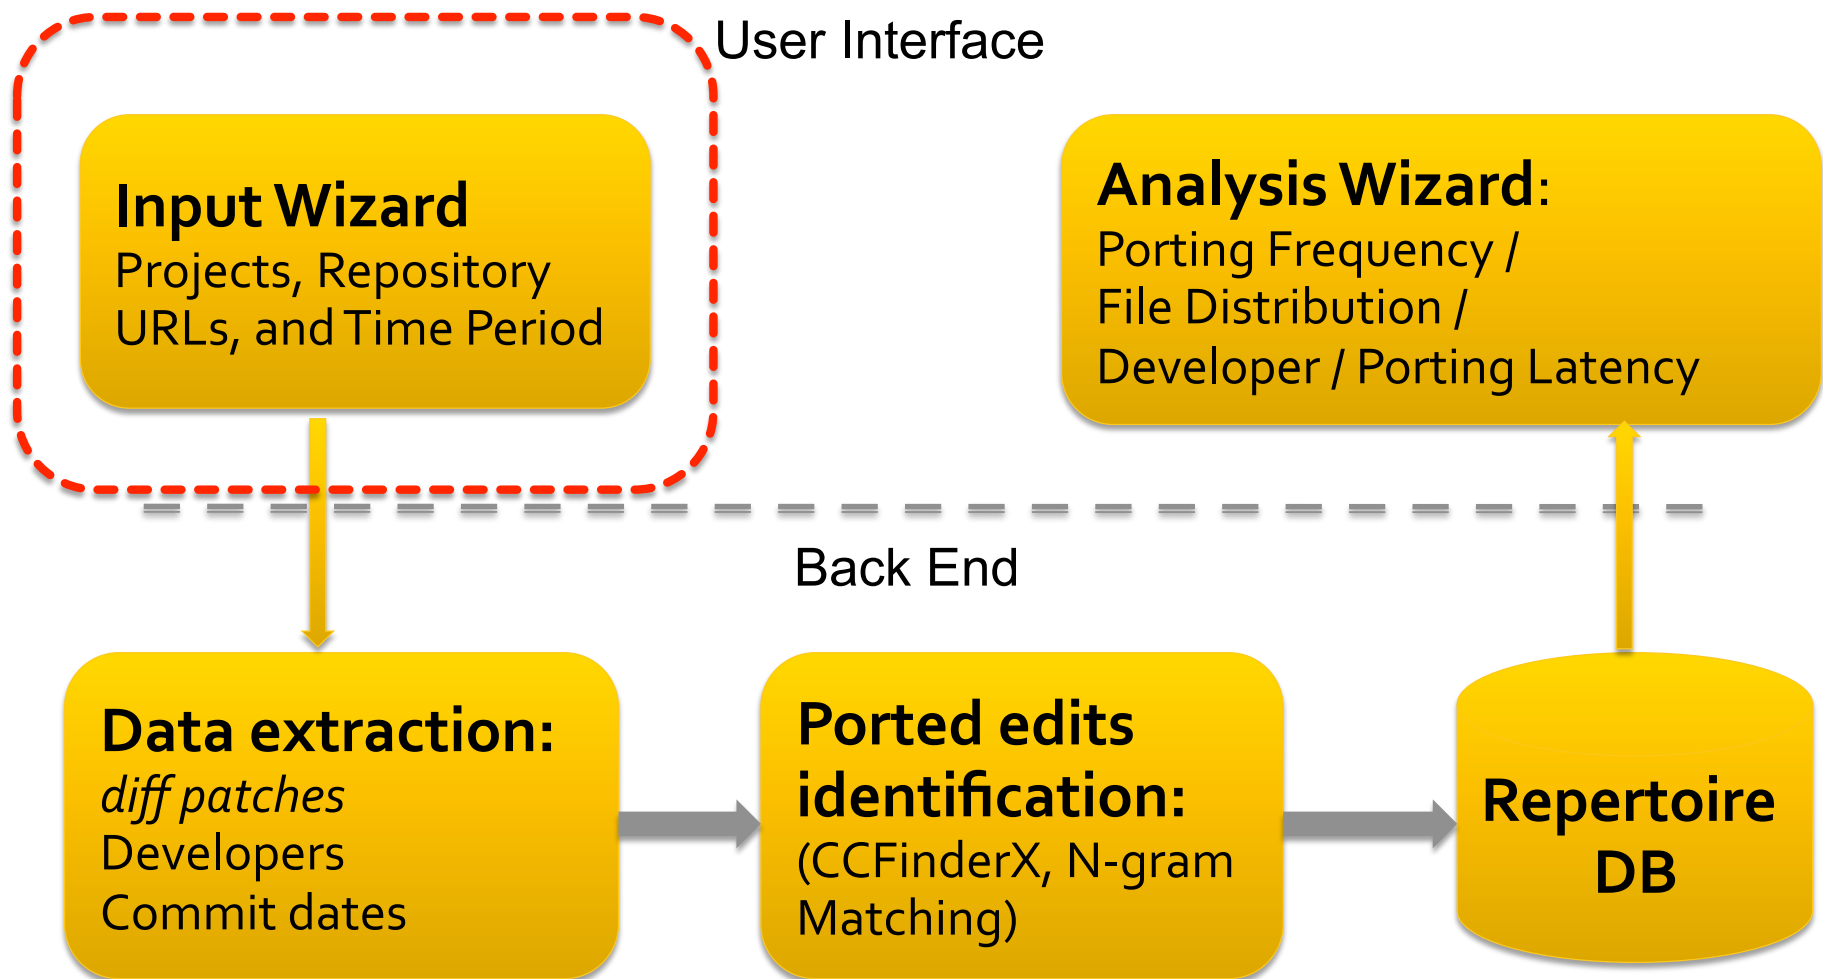 User Interface
Input Wizard
Projects, Repository
URLs, and Time Period
Analysis Wizard:
Porting Frequency /
File Distribution /
Developer / Porting Latency
Back End
Data extraction:
diff patches
Developers
Commit dates
Ported edits
identification:
(CCFinderX, N-gram
Matching)
Repertoire
DB